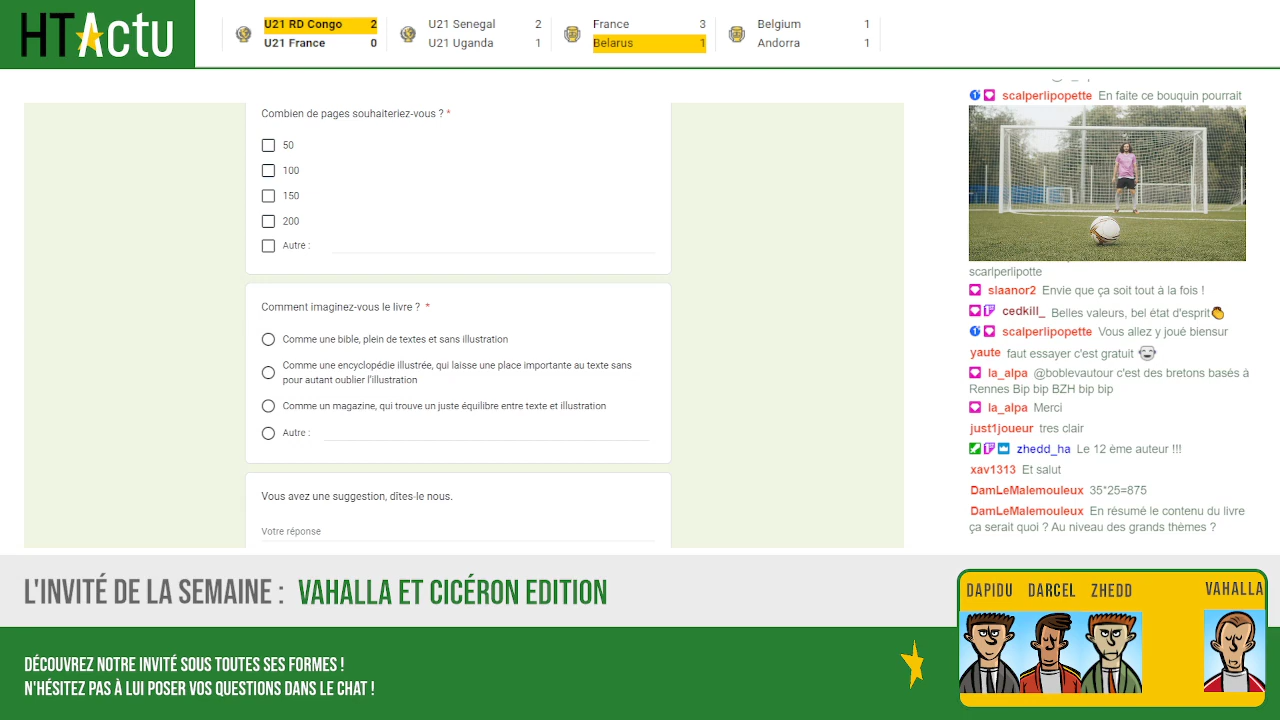 HTActu
U21 RD Congo 2
U21 France 0
U21 Senegal 2
U21 Uganda 1
France 3
Belarus 1
Belgium 1
Andorra 1
Combien de pages souhaiteriez-vous ? *
50
100
150
200
Autre :
Comment imaginez-vous le livre ? *
Comme une bible, plein de textes et sans illustration
Comme une encyclopédie illustrée, qui laisse une place importante au texte sans
pour autant oublier l'illustration
Comme un magazine, qui trouve un juste équilibre entre texte et illustration
Autre :
Vous avez une suggestion, dîtes-le nous.
Votre réponse
scalperlipopette En faite ce bouquin pourrait
scarlperlipotte
slaanor2 Envie que ça soit tout à la fois !
cedkill_ Belles valeurs, bel état d'esprit
scalperlipopette Vous allez y joué biensur
yaute faut essayer c'est gratuit
la_alpa @boblevautour c'est des bretons basés à
Rennes Bip bip BZH bip bip
la_alpa Merci
just1joueur tres clair
zhedd_ha Le 12 ème auteur !!!
xav1313 Et salut
DamLeMalemouleux 35*25=875
DamLeMalemouleux En résumé le contenu du livre
ça serait quoi ? Au niveau des grands thèmes ?
L'INVITÉ DE LA SEMAINE : VAHALLA ET CICÉRON EDITION
DAPIDU DARCEL ZHEDD VAHALLA
DÉCOUVREZ NOTRE INVITÉ SOUS TOUTES SES FORMES !
N'HÉSITEZ PAS À LUI POSER VOS QUESTIONS DANS LE CHAT !